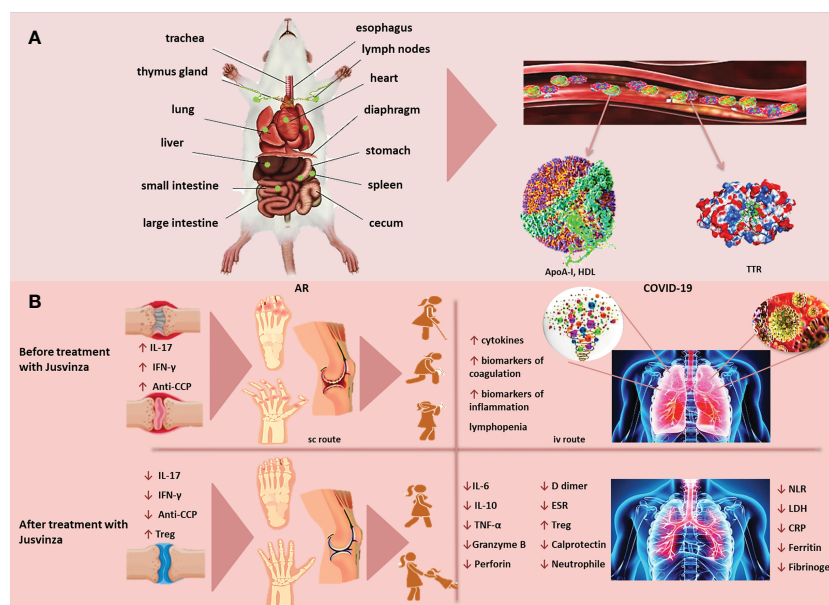 A
trachea
thymus gland
lung
liver
small intestine
large intestine
esophagus
lymph nodes
heart
diaphragm
stomach
spleen
cecum
ApoA-I, HDL
TTR
B
AR
COVID-19
Before treatment
with Jusvinza
↑ IL-17
↑ IFN-γ
↑ Anti-CCP
sc route
↑ cytokines
↑ biomarkers of
coagulation
↑ biomarkers of
inflammation
lymphopenia
iv route
After treatment with
Jusvinza
↓ IL-17
↓ IFN-γ
↓ Anti-CCP
↑ Treg
↓IL-6
↓IL-10
↓TNF-α
↓Granzyme B
↓ Perforin
↓ D dimer
↓ ESR
↑ Treg
↓ Calprotectin
↓ Neutrophile
↓ NLR
↓ LDH
↓ CRP
↓ Ferritin
↓ Fibrinoge